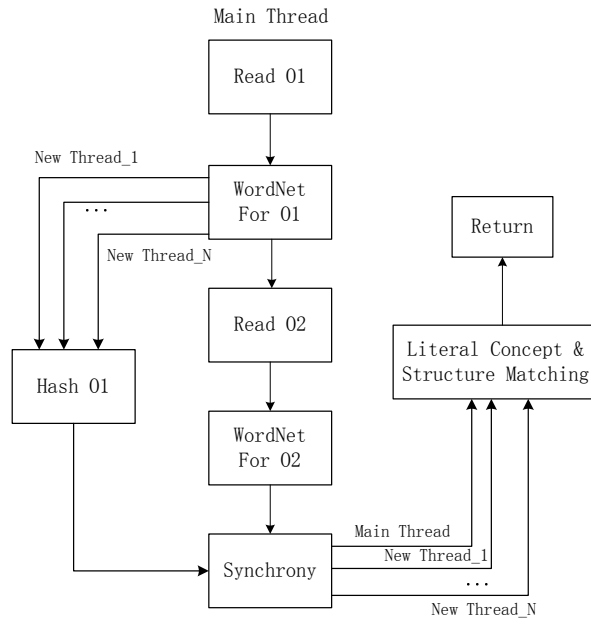 Main Thread
Read O1
New Thread_1
...
New Thread_N
WordNet
For O1
Return
Read O2
Literal Concept &
Structure Matching
Hash O1
WordNet
For O2
Synchrony
Main Thread
New Thread_1
...
New Thread_N